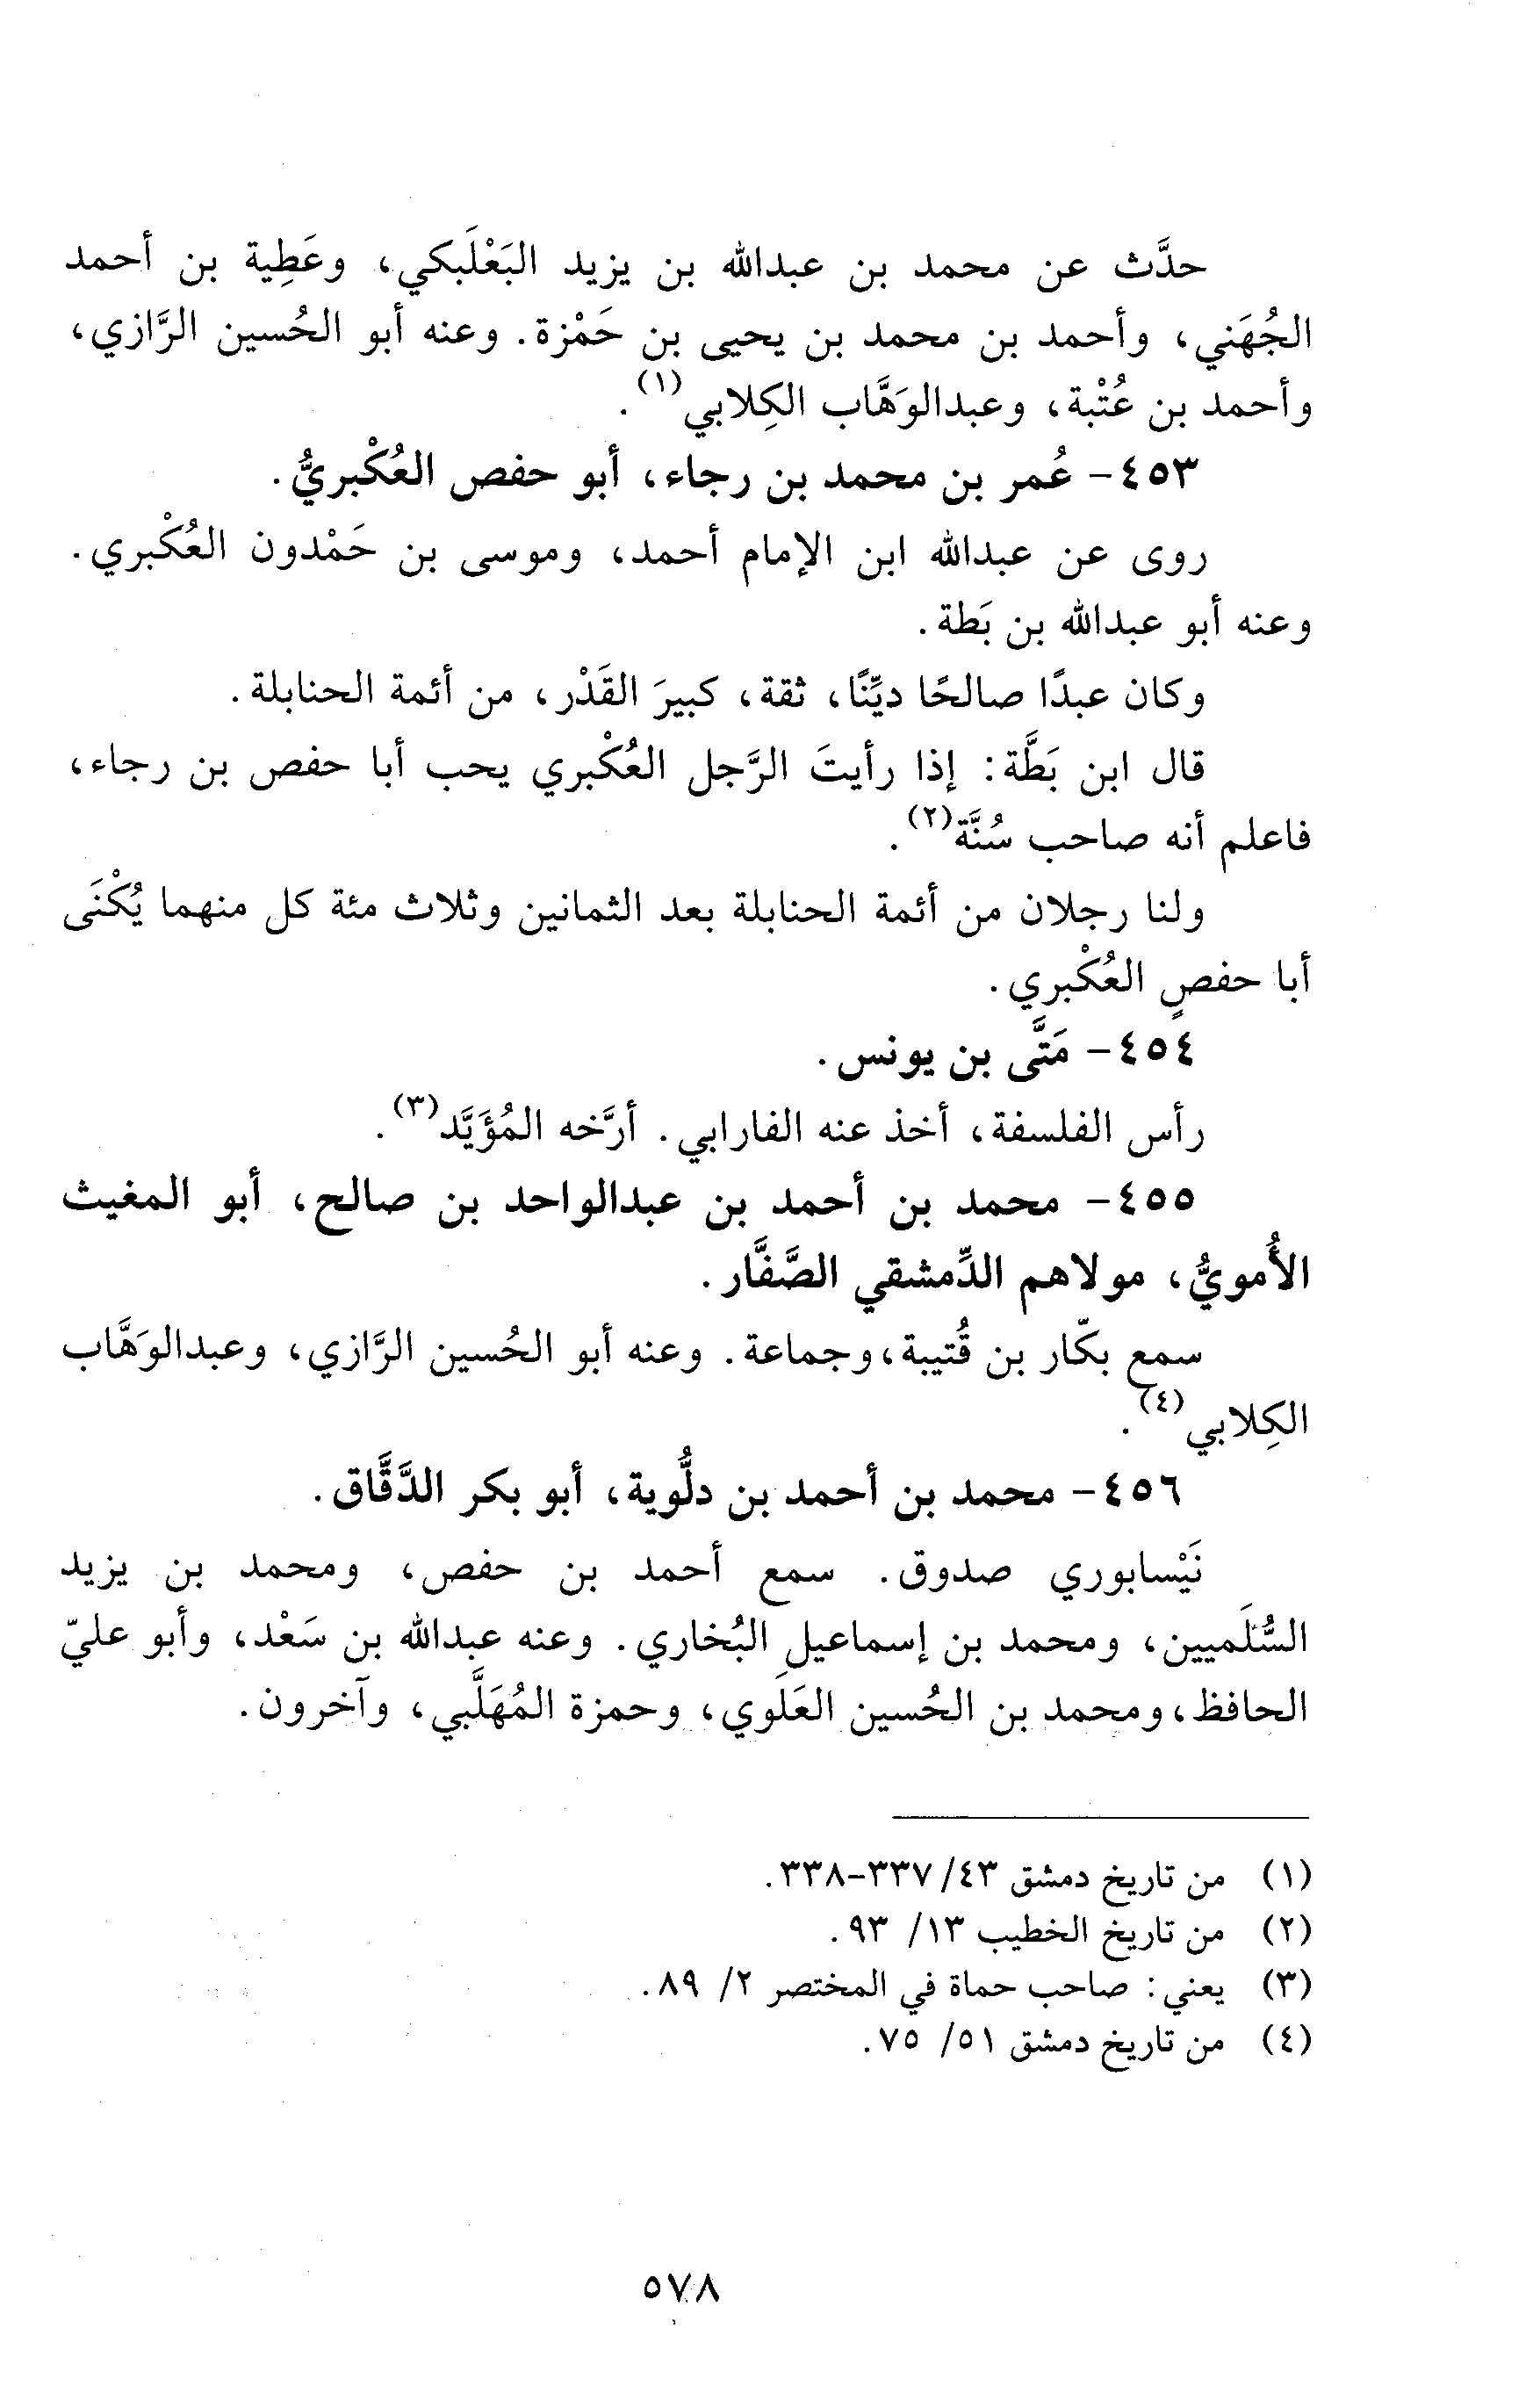 حدَّث عن محمد بن عبدالله بن يزيد البَعْلَبكي، وعَطِية بن أحمد
الجُهَني، وأحمد بن محمد بن يحيى بن حَمْزة. وعنه أبو الحُسين الرَّازي،
وأحمد بن عُتْبة، وعبدالوَهَّاب الكِلابي(١).
٤٥٣- عُمر بن محمد بن رجاء، أبو حفص العُكْبريُّ.
روى عن عبدالله ابن الإمام أحمد، وموسى بن حَمْدون العُكْبري.
وعنه أبو عبدالله بن بَطة.
وكان عبدًا صالحًا ديِّنًا، ثقة، كبيرَ القَدْر، من أئمة الحنابلة.
قال ابن بَطَّة: إذا رأيتَ الرَّجل العُكْبري يحب أبا حفص بن رجاء،
فاعلم أنه صاحب سُنَّة(٢).
ولنا رجلان من أئمة الحنابلة بعد الثمانين وثلاث مئة كل منهما يُكْنَى
أبا حفصٍ العُكْبري.
٤٥٤- مَتَّى بن يونس.
رأس الفلسفة، أخذ عنه الفارابي. أرَّخه المُؤَيَّد(٣).
٤٥٥- محمد بن أحمد بن عبدالواحد بن صالح، أبو المغيث
الأُمويُّ، مولاهم الدِّمشقي الصَّفَّار.
سمع بكّار بن قُتيبة، وجماعة. وعنه أبو الحُسين الرَّازي، وعبدالوَهَّاب
الكِلابي(٤).
٤٥٦- محمد بن أحمد بن دلُّوية، أبو بكر الدَّقَّاق.
نَيْسابوري صدوق. سمع أحمد بن حفص، ومحمد بن يزيد
السُّلَميين، ومحمد بن إسماعيل البُخاري. وعنه عبدالله بن سَعْد، وأبو عليّ
الحافظ، ومحمد بن الحُسين العَلَوي، وحمزة المُهَلَّبي، وآخرون.
(١) من تاريخ دمشق ٤٣/ ٣٣٧-٣٣٨.
(٢) من تاريخ الخطيب ١٣/ ٩٣.
(٣) يعني: صاحب حماة في المختصر ٢/ ٨٩.
(٤) من تاريخ دمشق ٥١/ ٧٥.
٥٧٨